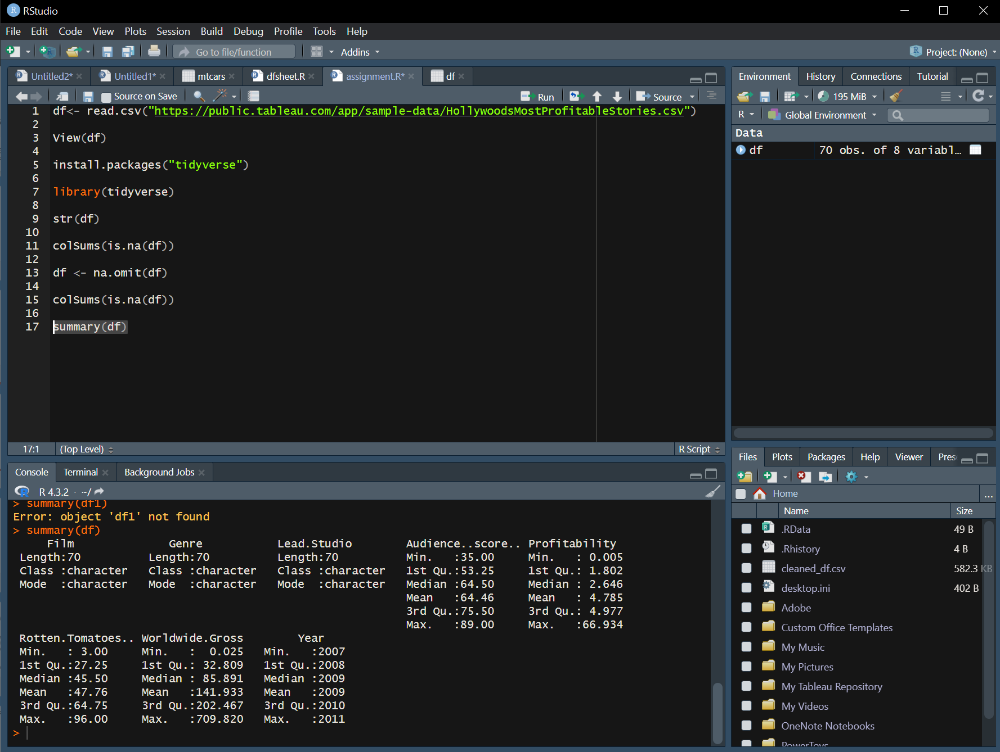 RStudio
File Edit Code View Plots Session Build Debug Profile Tools Help
Go to file/function Addins Project: (None)
Untitled2* Untitled1* mtcars dfsheet.R assignment.R* df
Source on Save Run Source
1 df<- read.csv("https://public.tableau.com/app/sample-data/HollywoodsMostProfitableStories.csv")
2
3 View(df)
4
5 install.packages("tidyverse")
6
7 library(tidyverse)
8
9 str(df)
10
11 colSums(is.na(df))
12
13 df <- na.omit(df)
14
15 colSums(is.na(df))
16
17 summary(df)
17:1 (Top Level) R Script
Console Terminal Background Jobs
R 4.3.2 · ~/
> summary(df1)
Error: object 'df1' not found
> summary(df)
Film Genre Lead.Studio Audience..score.. Profitability
Length:70 Length:70 Length:70 Min. :35.00 Min. : 0.005
Class :character Class :character Class :character 1st Qu.:53.25 1st Qu.: 1.802
Mode :character Mode :character Mode :character Median :64.50 Median : 2.646
Mean :64.46 Mean : 4.785
3rd Qu.:75.50 3rd Qu.: 4.977
Max. :89.00 Max. :66.934
Rotten.Tomatoes.. Worldwide.Gross Year
Min. : 3.00 Min. : 0.025 Min. :2007
1st Qu.:27.25 1st Qu.: 32.809 1st Qu.:2008
Median :45.50 Median : 85.891 Median :2009
Mean :47.76 Mean :141.933 Mean :2009
3rd Qu.:64.75 3rd Qu.:202.467 3rd Qu.:2010
Max. :96.00 Max. :709.820 Max. :2011
>
Environment History Connections Tutorial
195 MiB
R Global Environment
Data
df 70 obs. of 8 variabl…
Files Plots Packages Help Viewer Pres
Home ...
Name Size
.RData 49 B
.Rhistory 4 B
cleaned_df.csv 582.3 KB
desktop.ini 402 B
Adobe
Custom Office Templates
My Music
My Pictures
My Tableau Repository
My Videos
OneNote Notebooks
PowerToys